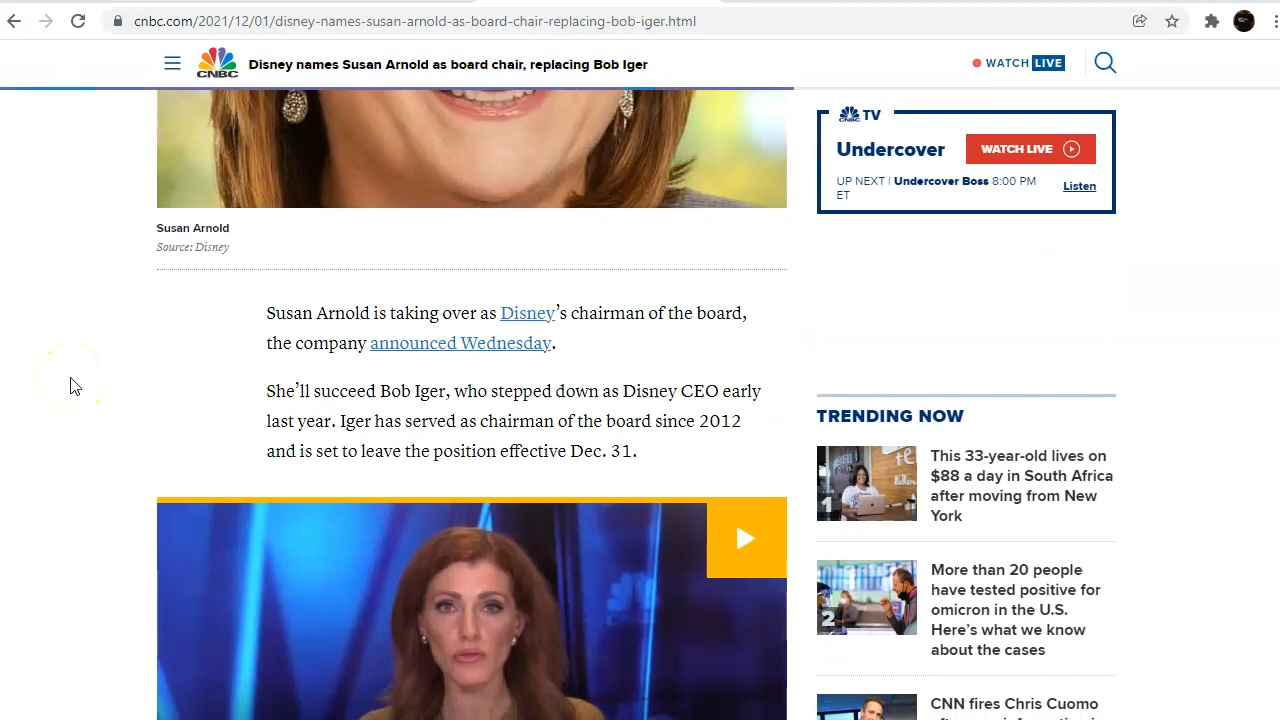 cnbc.com/2021/12/01/disney-names-susan-arnold-as-board-chair-replacing-bob-iger.html
CNBC
Disney names Susan Arnold as board chair, replacing Bob Iger
WATCH LIVE
Susan Arnold
Source: Disney
Susan Arnold is taking over as Disney’s chairman of the board,
the company announced Wednesday.
She’ll succeed Bob Iger, who stepped down as Disney CEO early
last year. Iger has served as chairman of the board since 2012
and is set to leave the position effective Dec. 31.
CNBC TV
Undercover
WATCH LIVE
UP NEXT | Undercover Boss 8:00 PM
ET
Listen
TRENDING NOW
1
This 33-year-old lives on
$88 a day in South Africa
after moving from New
York
2
More than 20 people
have tested positive for
omicron in the U.S.
Here’s what we know
about the cases
CNN fires Chris Cuomo